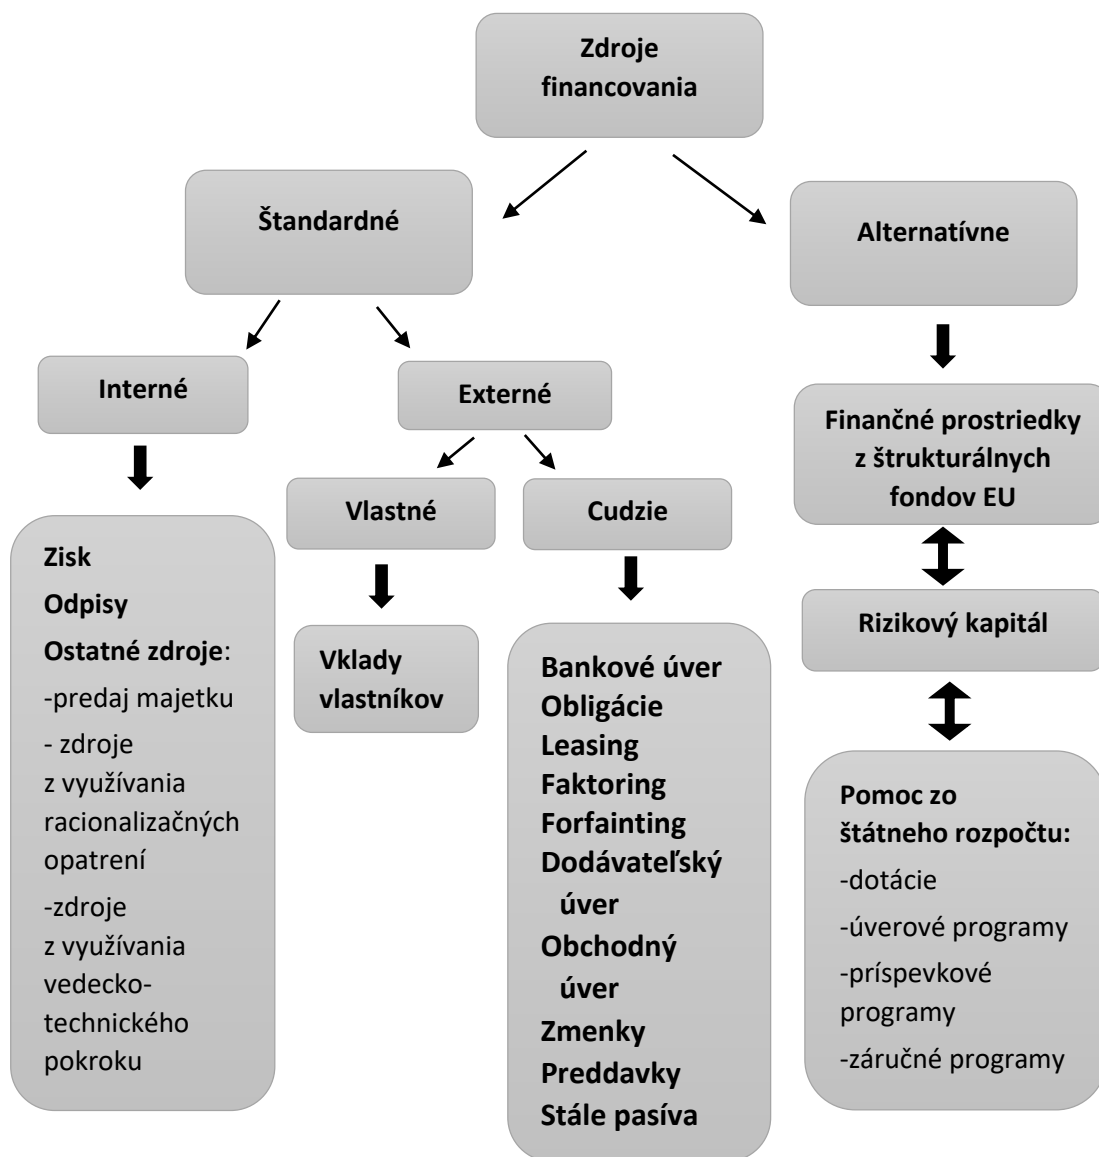 Zdroje
financovania
Štandardné
Alternatívne
Interné
Externé
Finančné prostriedky
z štrukturálnych
fondov EU
Vlastné
Cudzie
Zisk
Odpisy
Ostatné zdroje:
-predaj majetku
- zdroje
z využívania
racionalizačných
opatrení
-zdroje
z využívania
vedecko-
technického
pokroku
Vklady
vlastníkov
Bankové úver
Obligácie
Leasing
Faktoring
Forfainting
Dodávateľský
úver
Obchodný
úver
Zmenky
Preddavky
Stále pasíva
Rizikový kapitál
Pomoc zo
štátneho rozpočtu:
-dotácie
-úverové programy
-príspevkové
programy
-záručné programy